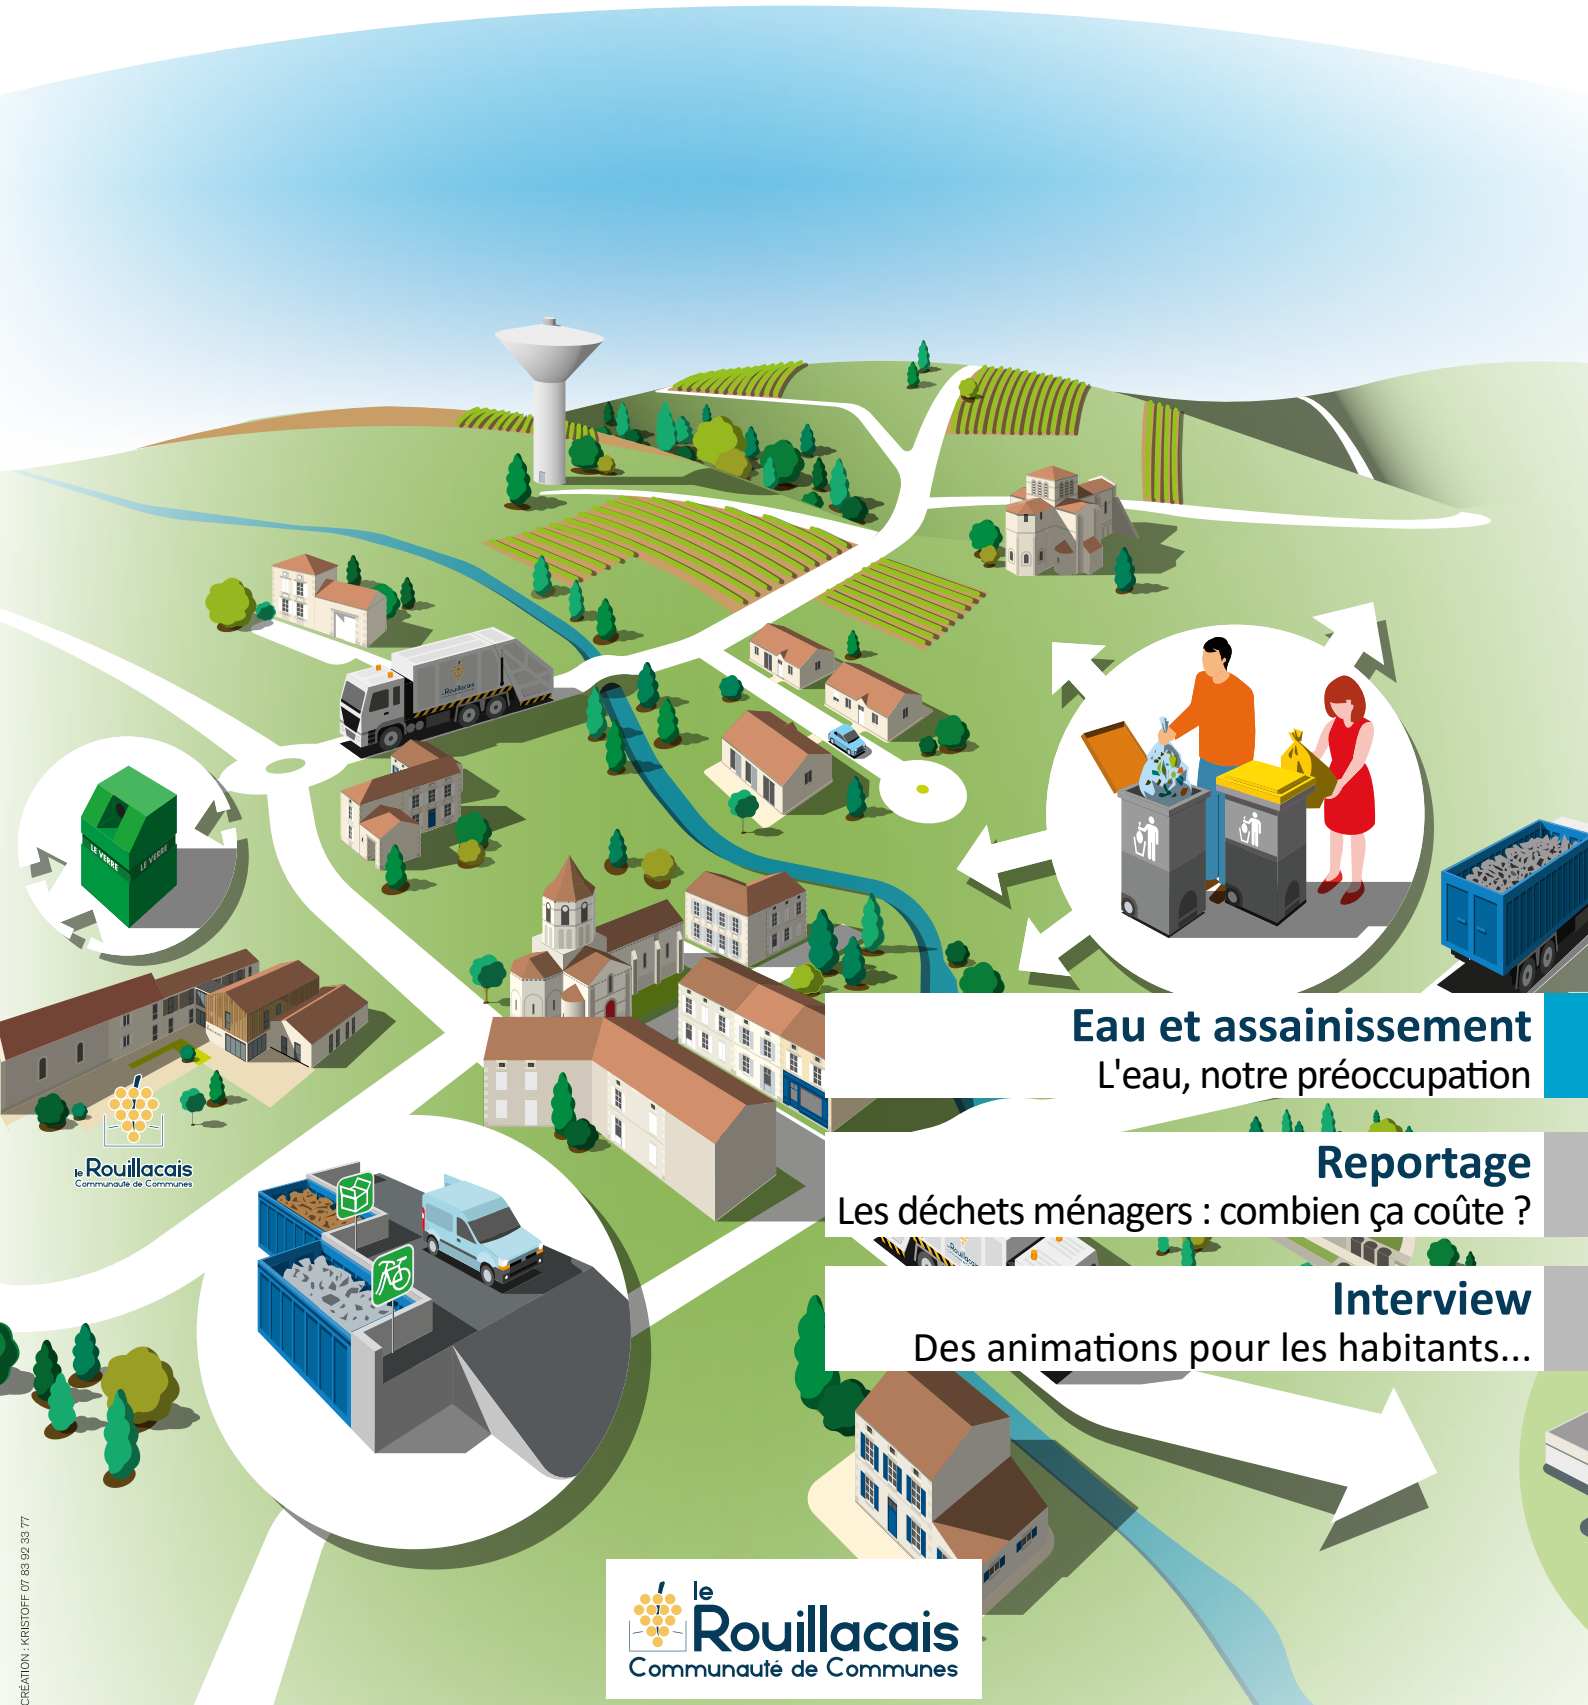 Rouillacais
LE VERRE
LE VERRE
Eau et assainissement
L'eau, notre préoccupation
le Rouillacais
Communauté de Communes
Reportage
Les déchets ménagers : combien ça coûte ?
Rouillacais
Interview
Des animations pour les habitants...
CRÉATION : KRISTOFF 07 83 92 33 77
le
Rouillacais
Communauté de Communes